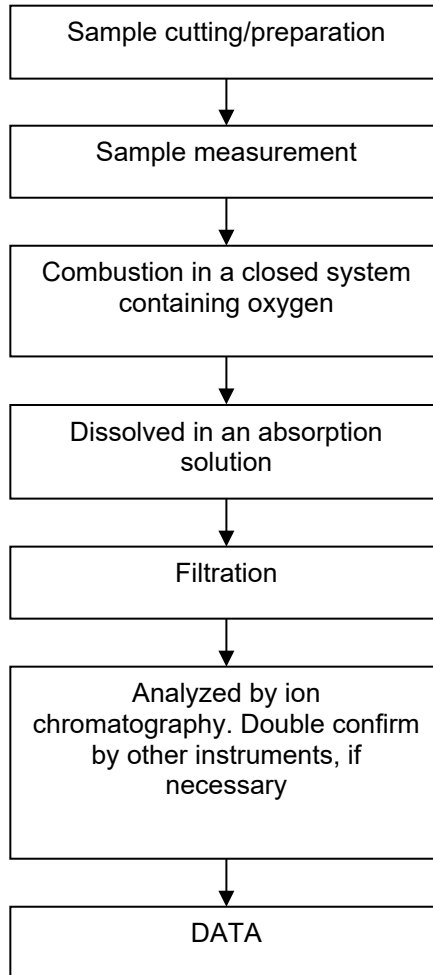 Sample cutting/preparation
Sample measurement
Combustion in a closed system
containing oxygen
Dissolved in an absorption
solution
Filtration
Analyzed by ion
chromatography. Double confirm
by other instruments, if
necessary
DATA